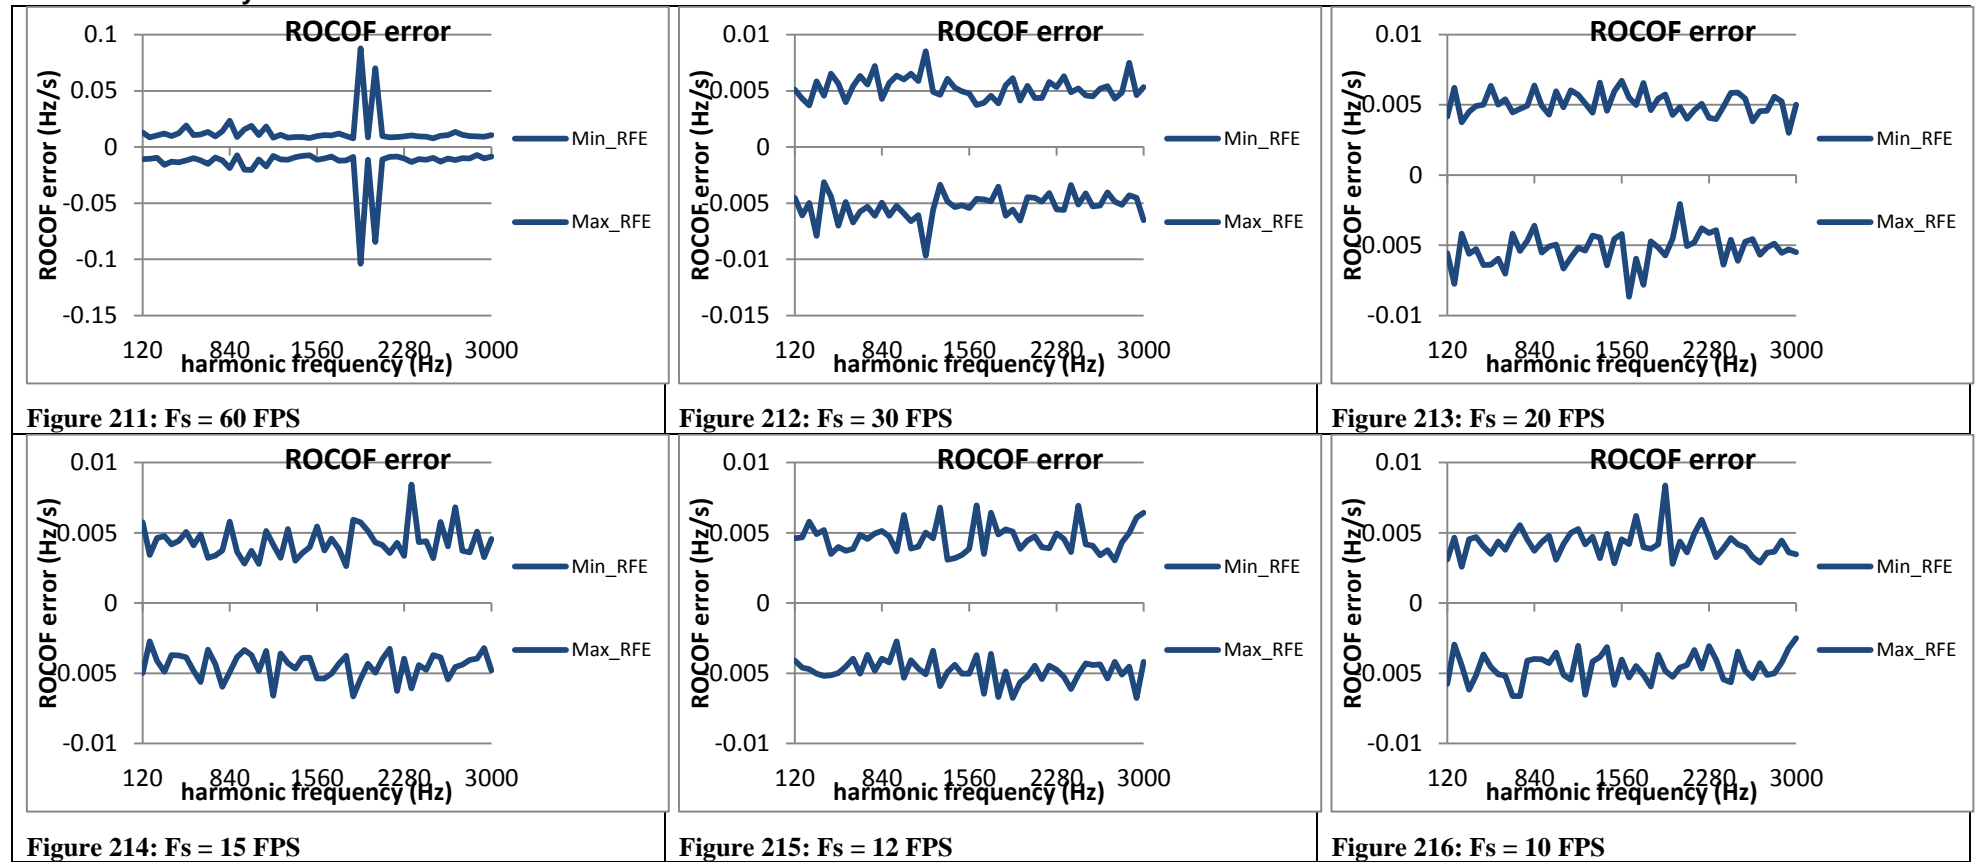 ROCOF error
0.1
0.05
0
-0.05
-0.1
-0.15
ROCOF error (Hz/s)
120 840 1560 2280 3000
harmonic frequency (Hz)
Min_RFE
Max_RFE
Figure 211: Fs = 60 FPS
ROCOF error
0.01
0.005
0
-0.005
-0.01
-0.015
ROCOF error (Hz/s)
120 840 1560 2280 3000
harmonic frequency (Hz)
Min_RFE
Max_RFE
Figure 212: Fs = 30 FPS
ROCOF error
0.01
0.005
0
-0.005
-0.01
ROCOF error (Hz/s)
120 840 1560 2280 3000
harmonic frequency (Hz)
Min_RFE
Max_RFE
Figure 213: Fs = 20 FPS
ROCOF error
0.01
0.005
0
-0.005
-0.01
ROCOF error (Hz/s)
120 840 1560 2280 3000
harmonic frequency (Hz)
Min_RFE
Max_RFE
Figure 214: Fs = 15 FPS
ROCOF error
0.01
0.005
0
-0.005
-0.01
ROCOF error (Hz/s)
120 840 1560 2280 3000
harmonic frequency (Hz)
Min_RFE
Max_RFE
Figure 215: Fs = 12 FPS
ROCOF error
0.01
0.005
0
-0.005
-0.01
ROCOF error (Hz/s)
120 840 1560 2280 3000
harmonic frequency (Hz)
Min_RFE
Max_RFE
Figure 216: Fs = 10 FPS